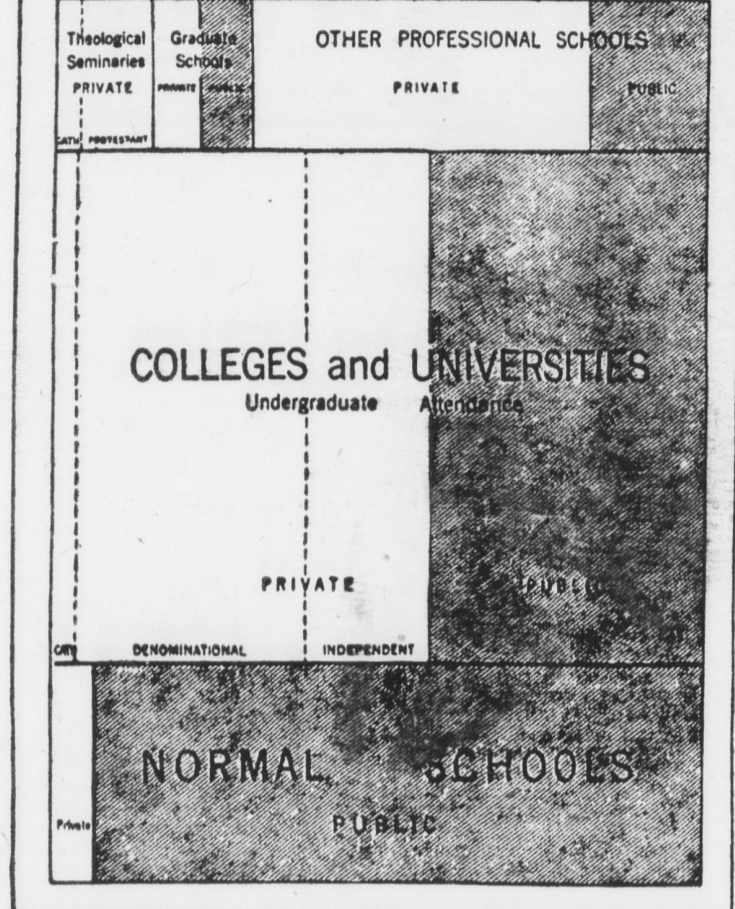 Theological
Seminaries
PRIVATE
CATH PROTESTANT
Graduate
Schools
PRIVATE PUBLIC
OTHER PROFESSIONAL SCHOOLS
PRIVATE PUBLIC
COLLEGES and UNIVERSITIES
Undergraduate Attendance
PRIVATE PUBLIC
CATH DENOMINATIONAL INDEPENDENT
NORMAL SCHOOLS
Private PUBLIC